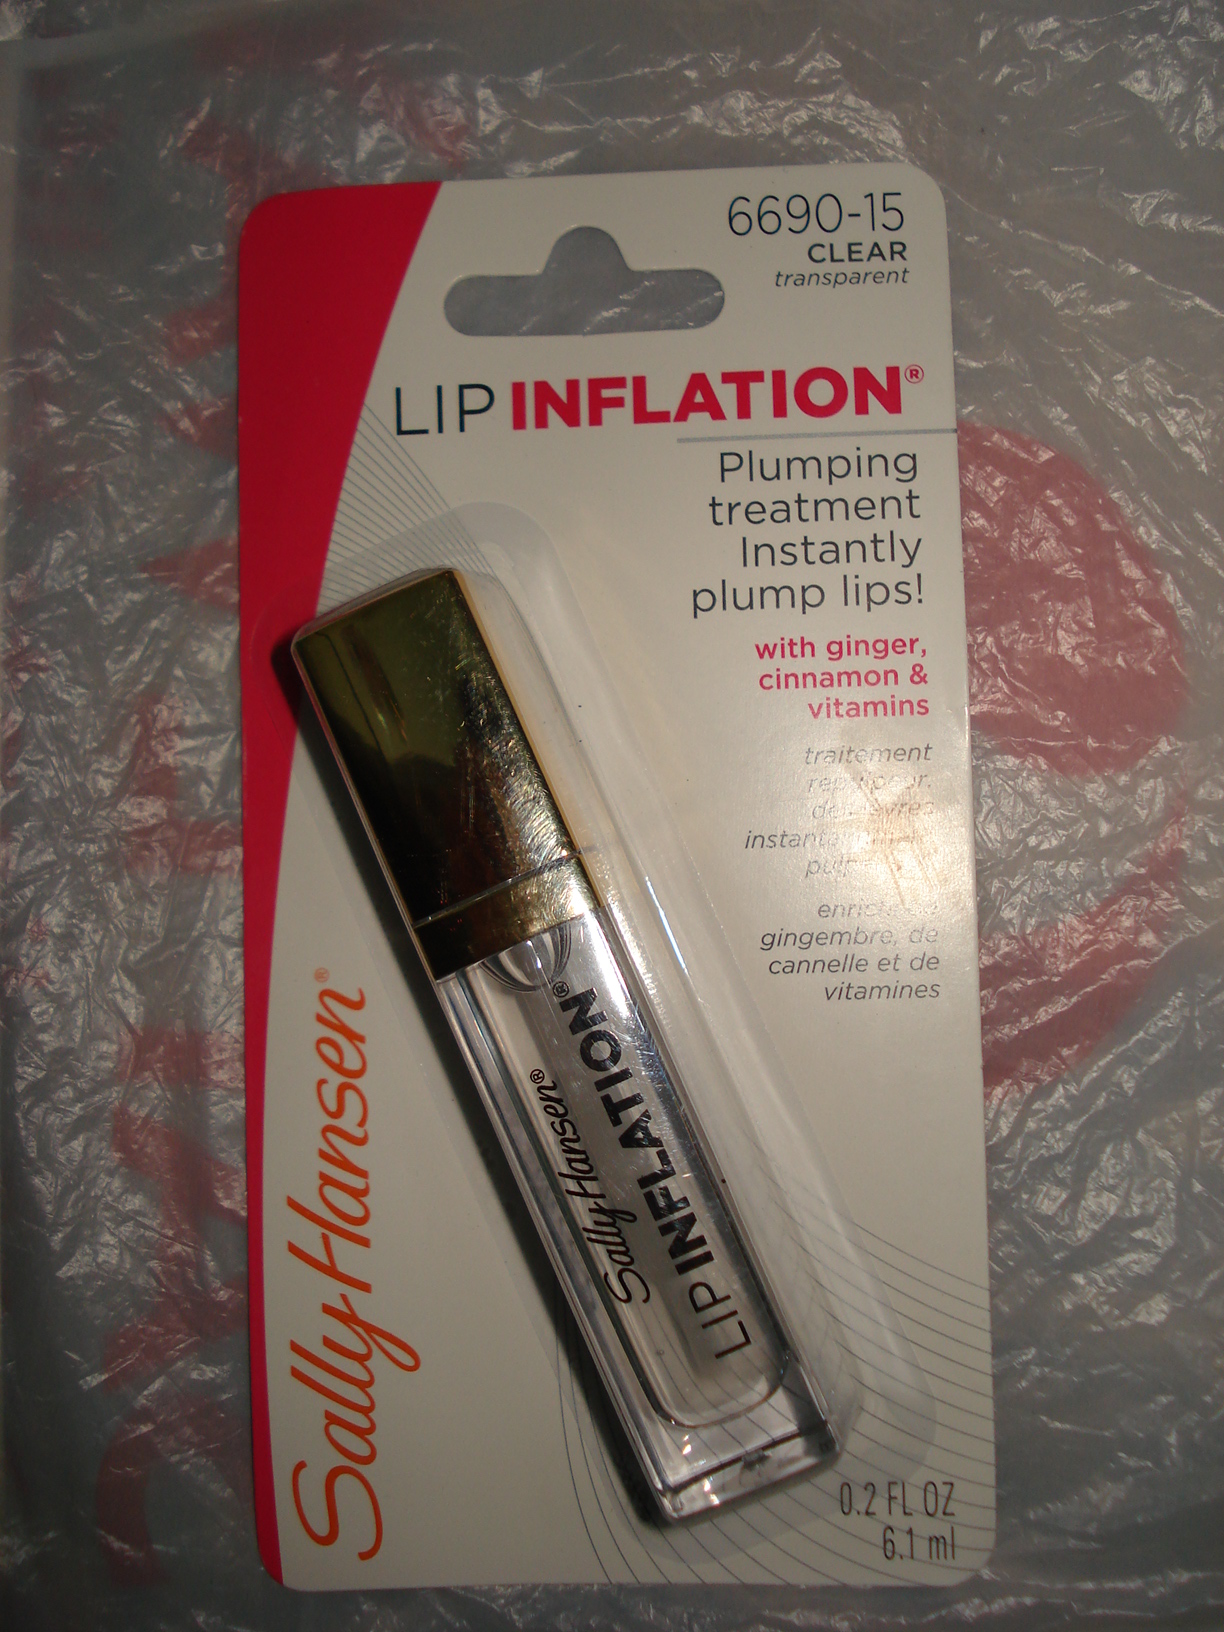 6690-15
CLEAR
transparent
LIP INFLATION®
Plumping
treatment
Instantly
plump lips!
with ginger,
cinnamon &
vitamins
traitement
gingembre, de
cannelle et de
vitamines
Sally Hansen®
Sally Hansen®
LIP INFLATION®
0.2 FL OZ
6.1 ml